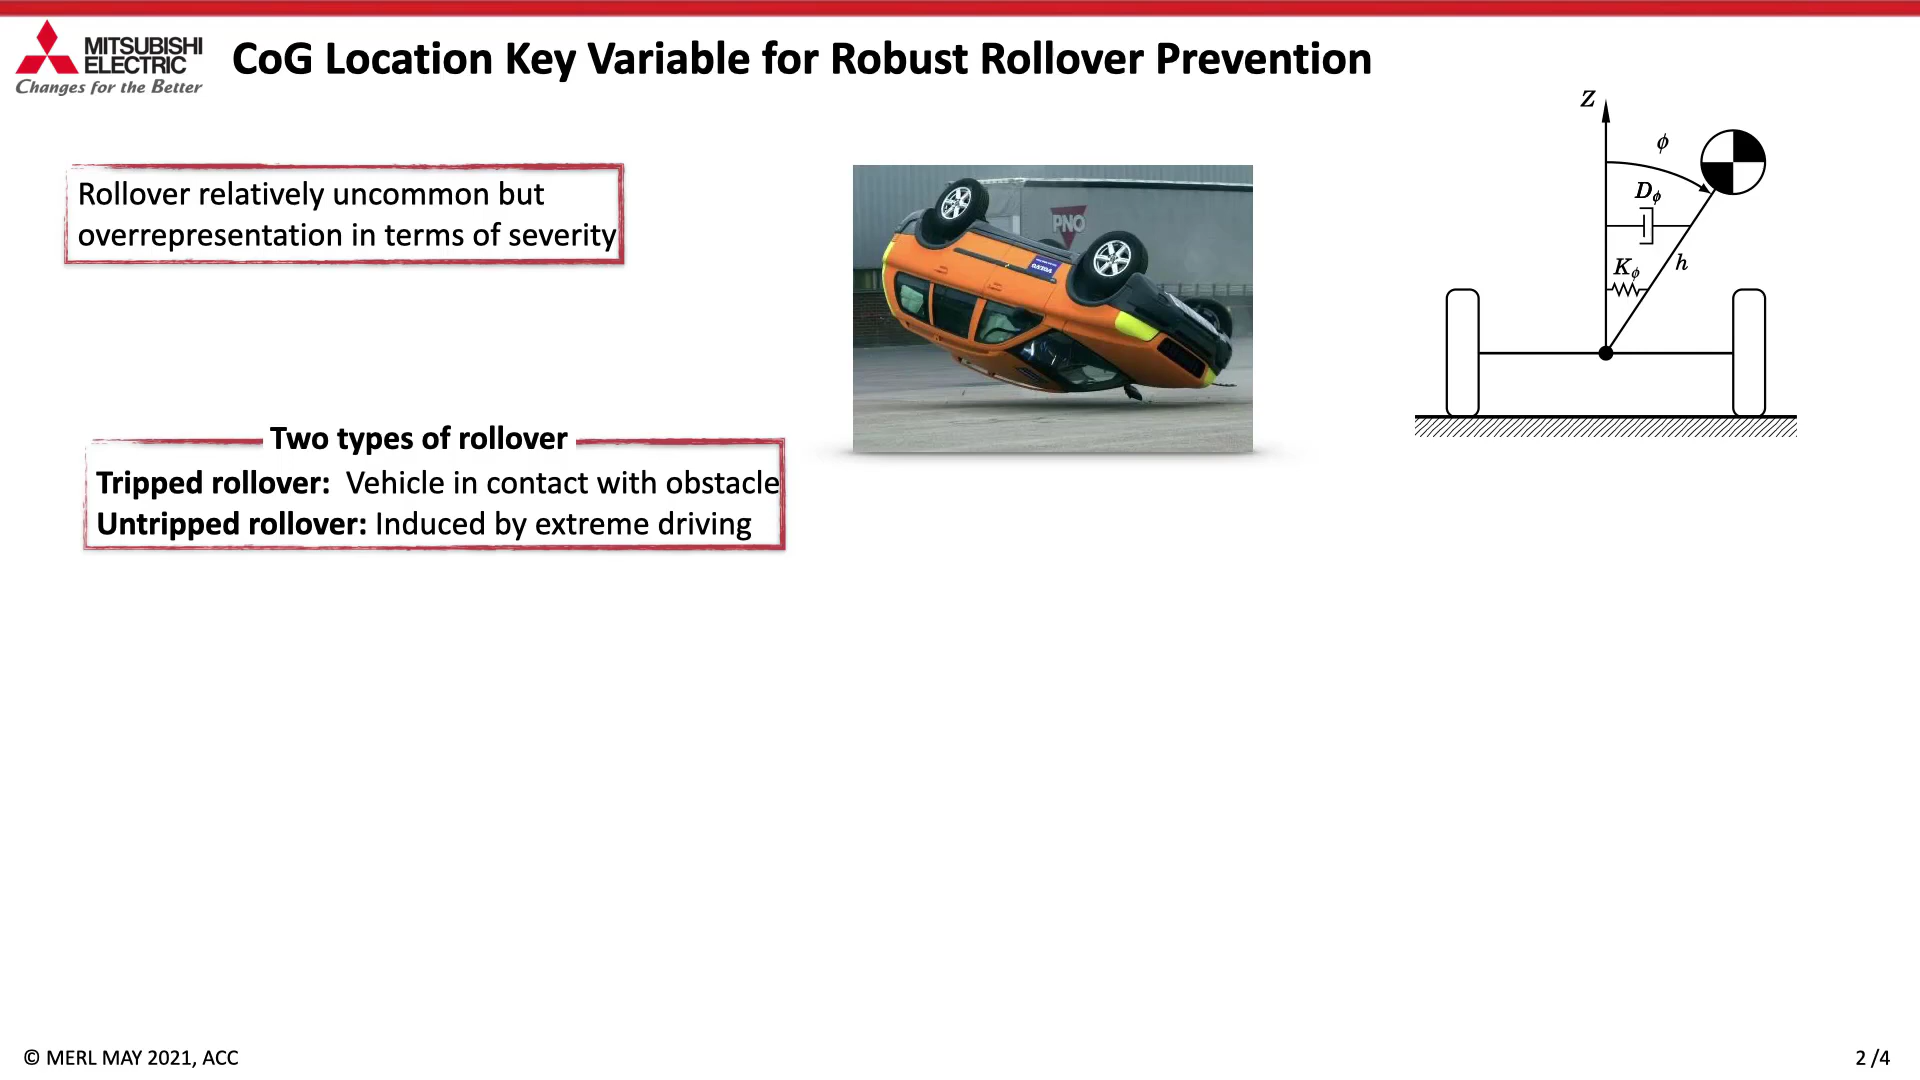 MITSUBISHI
ELECTRIC
Changes for the Better
CoG Location Key Variable for Robust Rollover Prevention
Rollover relatively uncommon but
overrepresentation in terms of severity
PNO
Z
ϕ
D_ϕ
K_ϕ
h
Two types of rollover
Tripped rollover: Vehicle in contact with obstacle
Untripped rollover: Induced by extreme driving
© MERL MAY 2021, ACC
2 /4